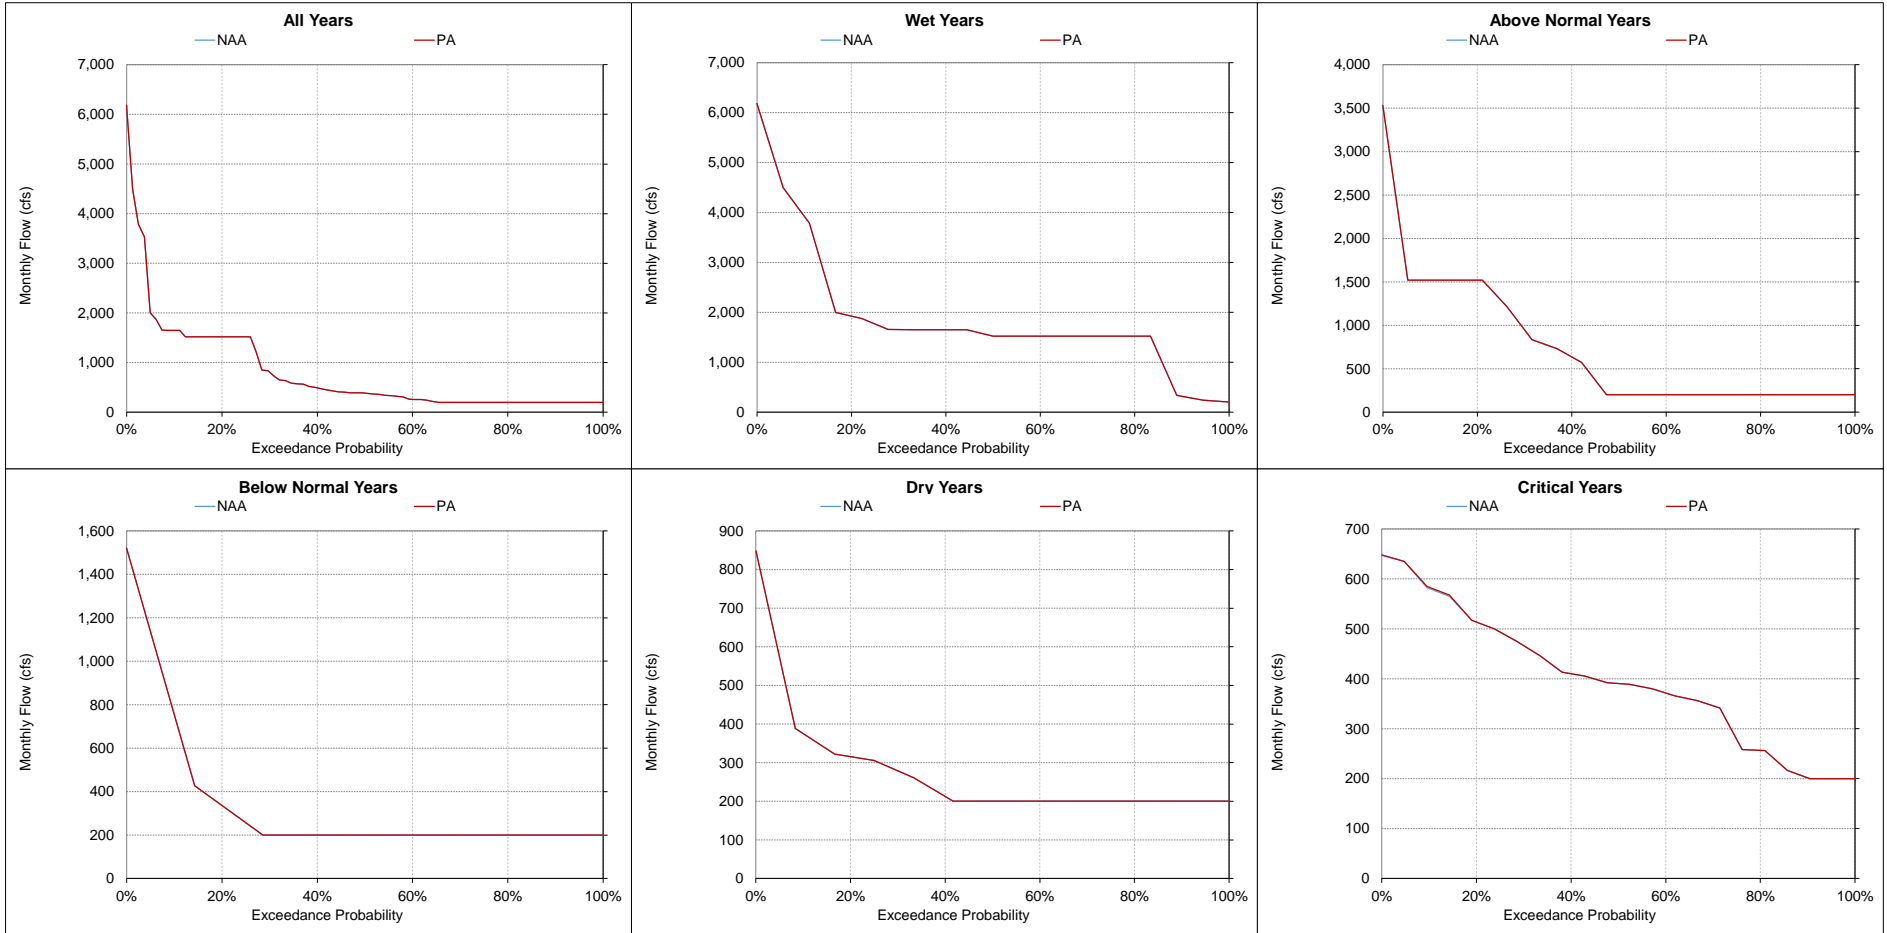 All Years
NAA PA
7,000
6,000
5,000
4,000
3,000
2,000
1,000
0
Monthly Flow (cfs)
0% 20% 40% 60% 80% 100%
Exceedance Probability
Wet Years
NAA PA
7,000
6,000
5,000
4,000
3,000
2,000
1,000
0
Monthly Flow (cfs)
0% 20% 40% 60% 80% 100%
Exceedance Probability
Above Normal Years
NAA PA
4,000
3,500
3,000
2,500
2,000
1,500
1,000
500
0
Monthly Flow (cfs)
0% 20% 40% 60% 80% 100%
Exceedance Probability
Below Normal Years
NAA PA
1,600
1,400
1,200
1,000
800
600
400
200
0
Monthly Flow (cfs)
0% 20% 40% 60% 80% 100%
Exceedance Probability
Dry Years
NAA PA
900
800
700
600
500
400
300
200
100
0
Monthly Flow (cfs)
0% 20% 40% 60% 80% 100%
Exceedance Probability
Critical Years
NAA PA
700
600
500
400
300
200
100
0
Monthly Flow (cfs)
0% 20% 40% 60% 80% 100%
Exceedance Probability